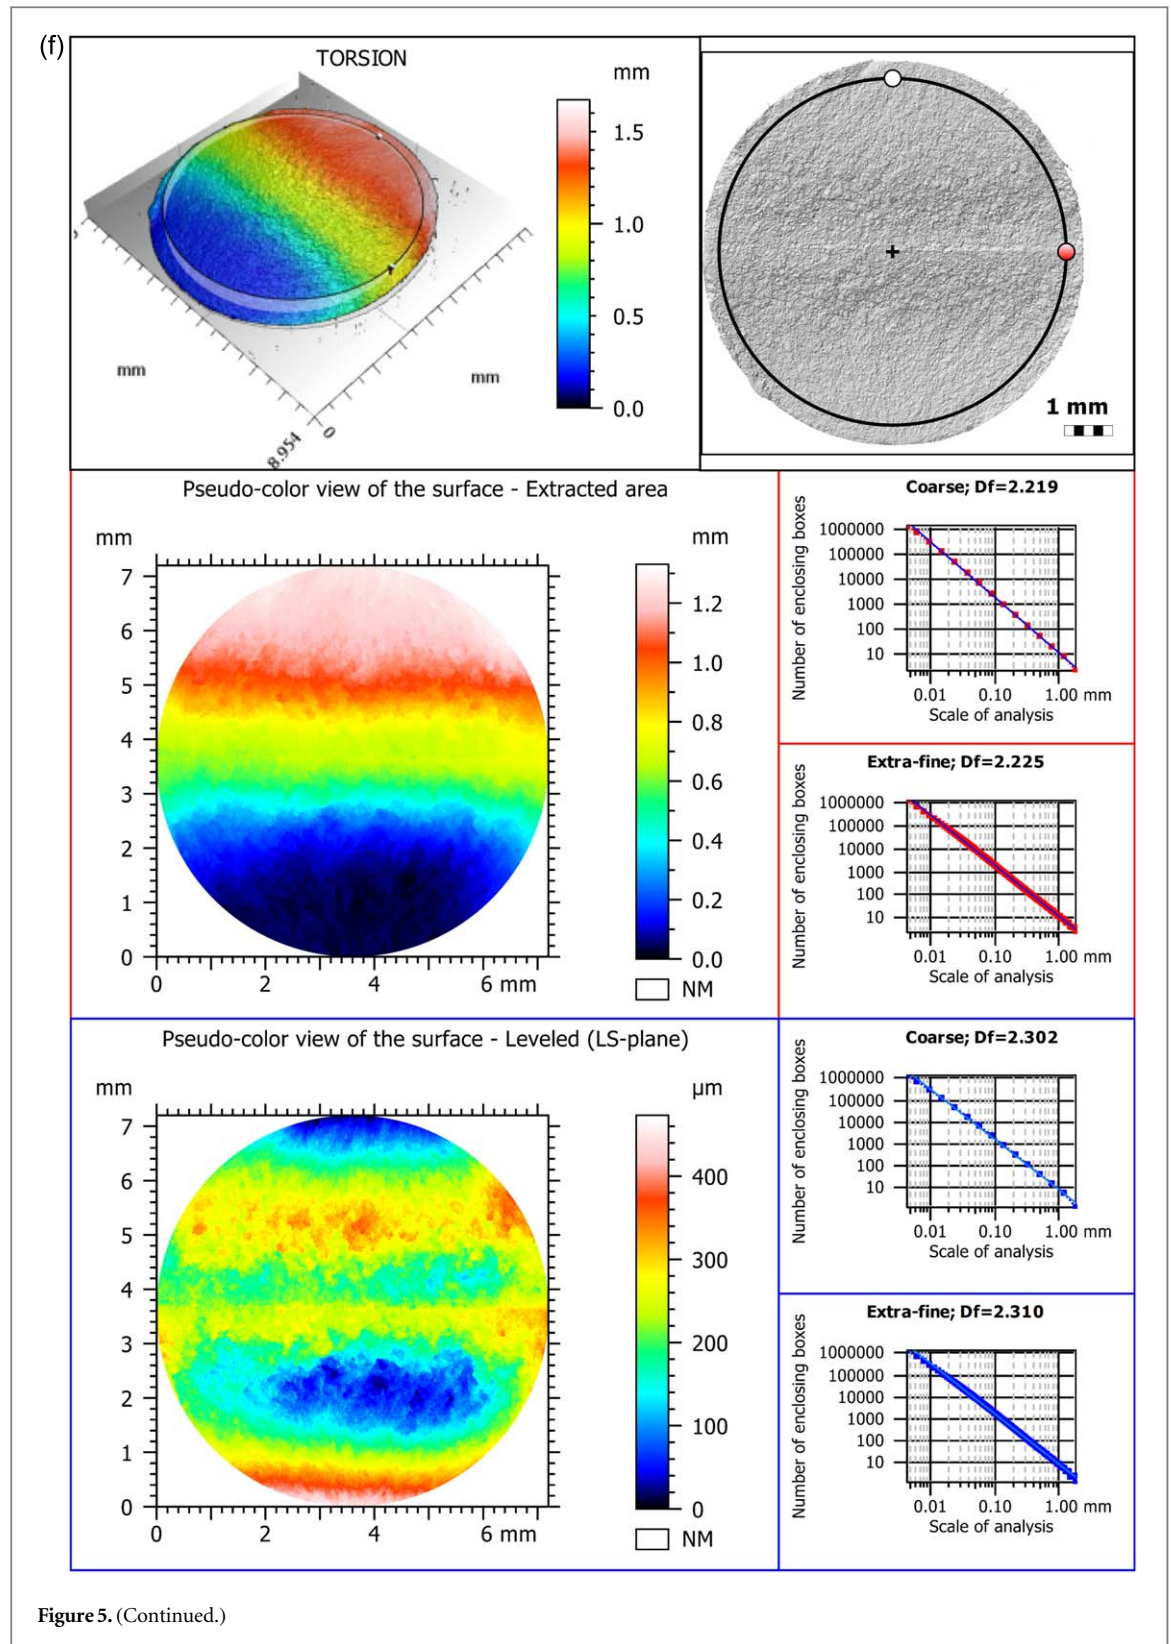 (f)
TORSION
mm
1.5
1.0
0.5
0.0
mm
mm
8.954
0
1 mm
Pseudo-color view of the surface - Extracted area
mm
7
6
5
4
3
2
1
0
0 2 4 6 mm
mm
1.2
1.0
0.8
0.6
0.4
0.2
0.0
NM
Coarse; Df=2.219
Number of enclosing boxes
1000000
100000
10000
1000
100
10
0.01 0.10 1.00 mm
Scale of analysis
Extra-fine; Df=2.225
Number of enclosing boxes
1000000
100000
10000
1000
100
10
0.01 0.10 1.00 mm
Scale of analysis
Pseudo-color view of the surface - Leveled (LS-plane)
mm
7
6
5
4
3
2
1
0
0 2 4 6 mm
µm
400
300
200
100
0
NM
Coarse; Df=2.302
Number of enclosing boxes
1000000
100000
10000
1000
100
10
0.01 0.10 1.00 mm
Scale of analysis
Extra-fine; Df=2.310
Number of enclosing boxes
1000000
100000
10000
1000
100
10
0.01 0.10 1.00 mm
Scale of analysis
Figure 5. (Continued.)